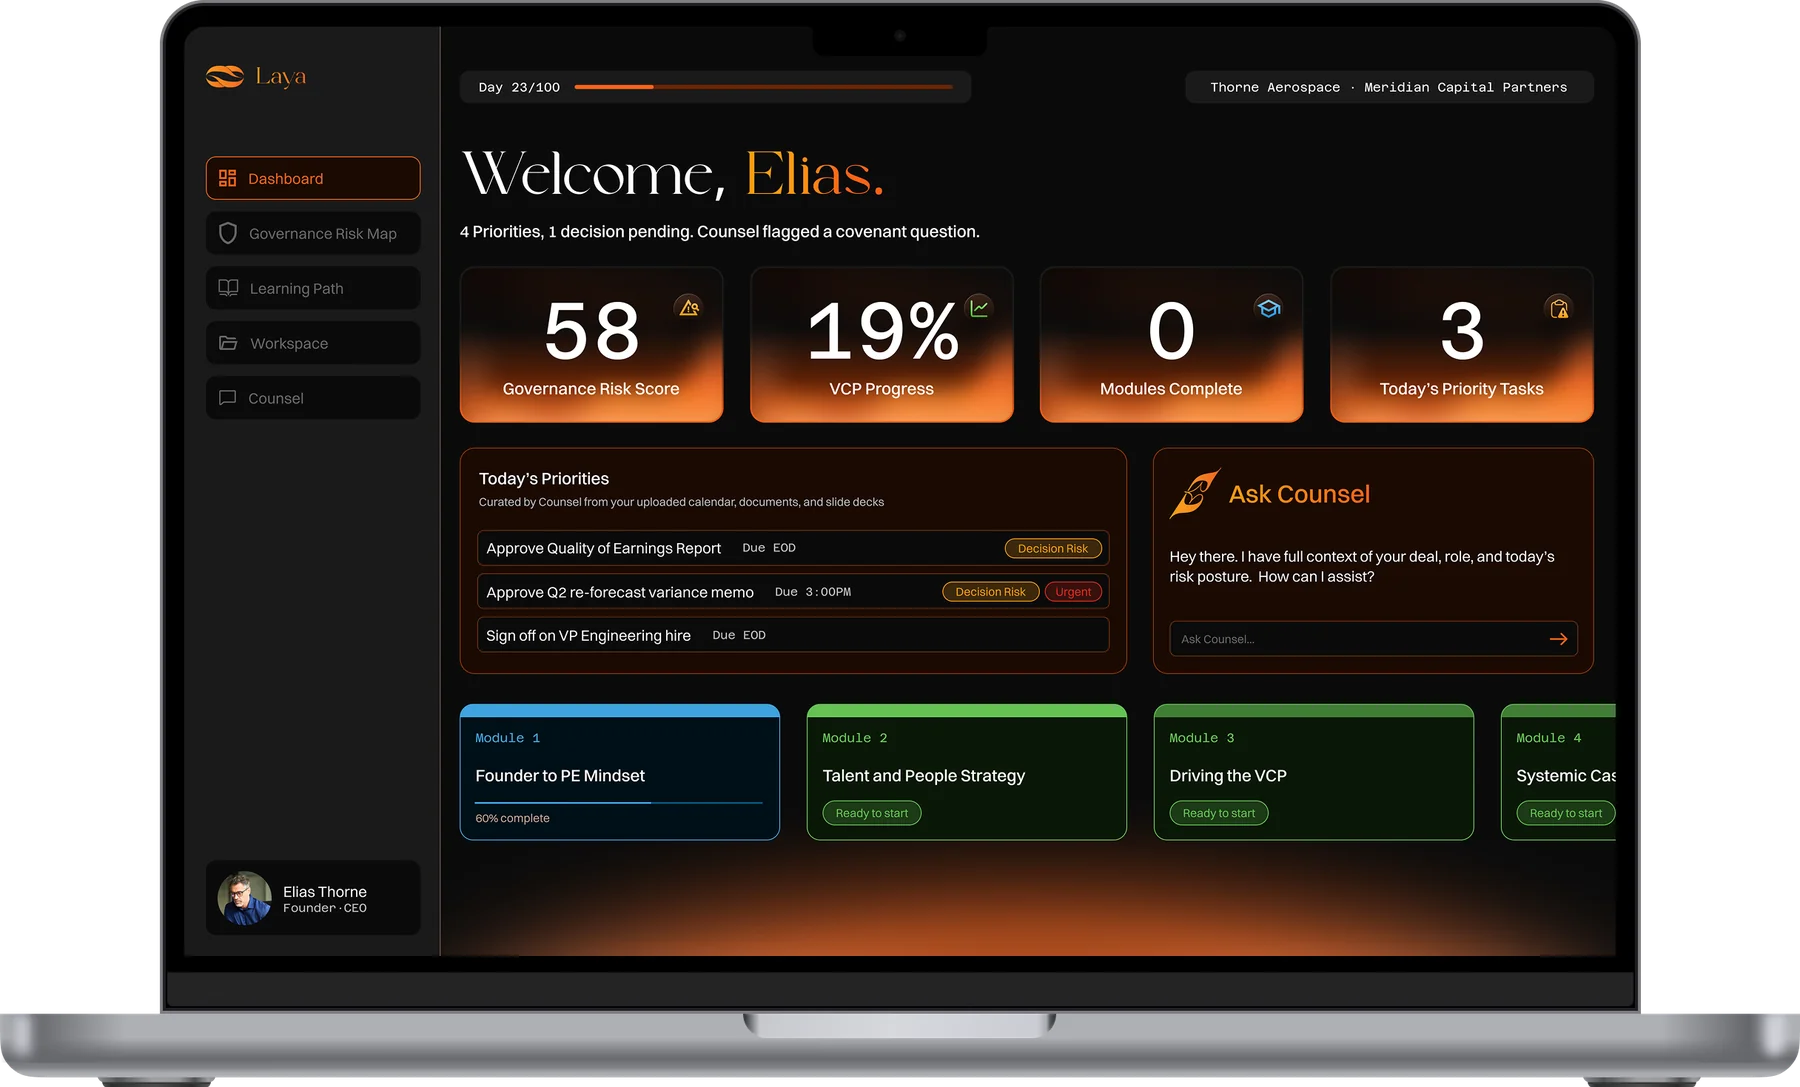 Laya
Day 23/100
Thorne Aerospace · Meridian Capital Partners
Dashboard
Governance Risk Map
Learning Path
Workspace
Counsel
Welcome, Elias.
4 Priorities, 1 decision pending. Counsel flagged a covenant question.
58
Governance Risk Score
19%
VCP Progress
0
Modules Complete
3
Today's Priority Tasks
Today's Priorities
Curated by Counsel from your uploaded calendar, documents, and slide decks
Approve Quality of Earnings Report Due EOD Decision Risk
Approve Q2 re-forecast variance memo Due 3:00PM Decision Risk Urgent
Sign off on VP Engineering hire Due EOD
Ask Counsel
Hey there. I have full context of your deal, role, and today's
risk posture. How can I assist?
Ask Counsel...
Module 1
Founder to PE Mindset
60% complete
Module 2
Talent and People Strategy
Ready to start
Module 3
Driving the VCP
Ready to start
Module 4
Systemic Cas
Ready to start
Elias Thorne
Founder · CEO